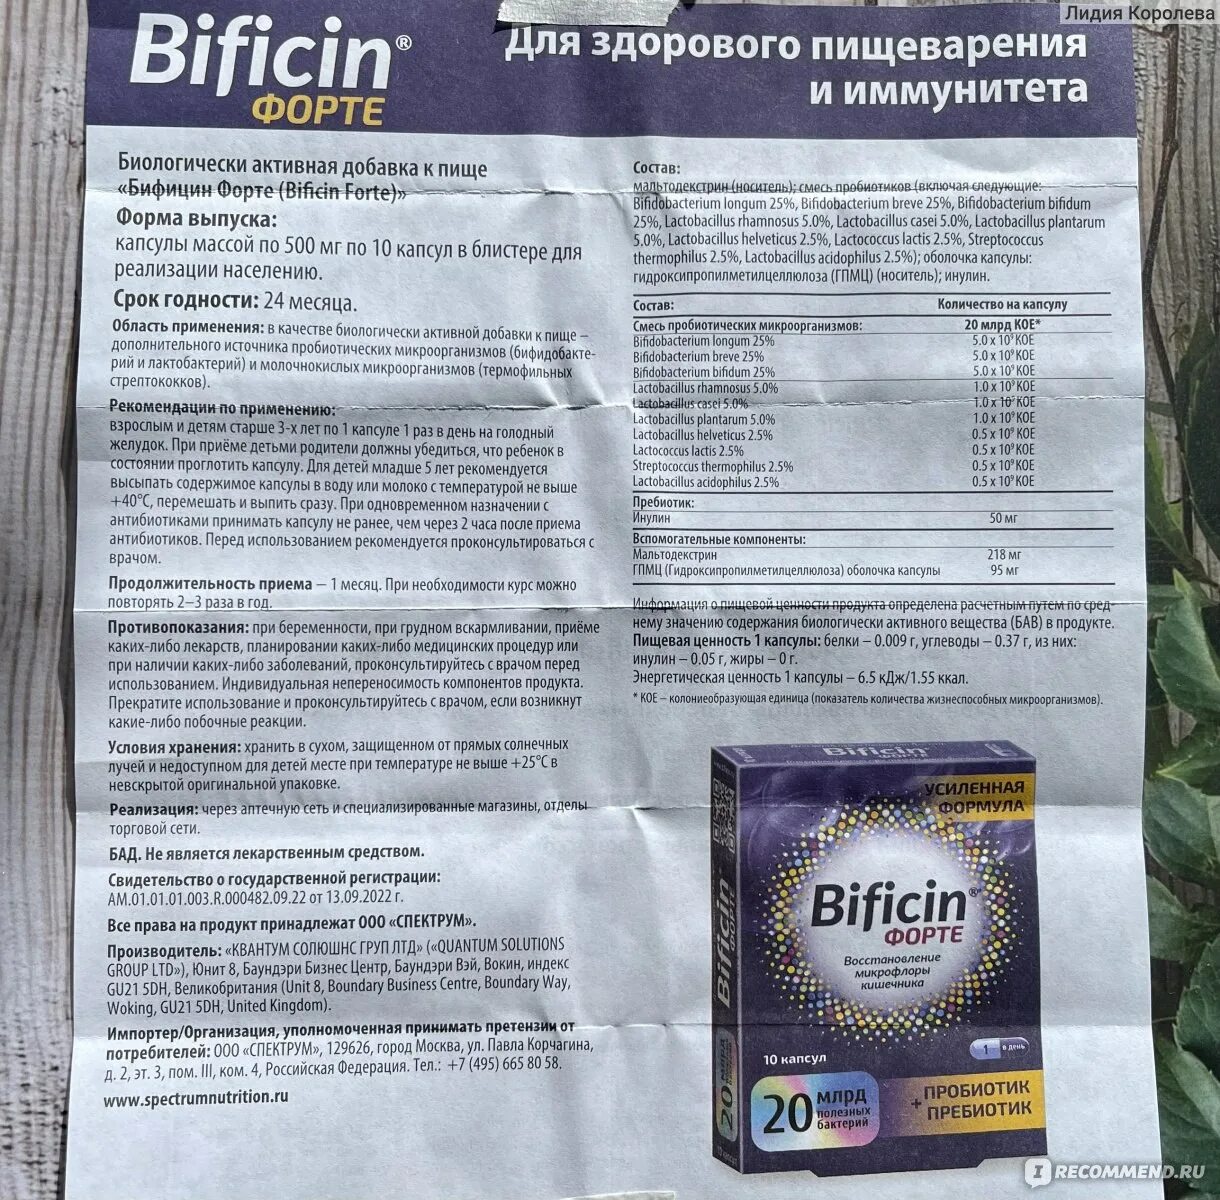 Лидия Королева
Bificin®
ФОРТЕ
Для здорового пищеварения
и иммунитета
Биологически активная добавка к пище
«Бифицин Форте (Bificin Forte)»
Форма выпуска:
капсулы массой по 500 мг по 10 капсул в блистере для
реализации населению.
Срок годности: 24 месяца.
Область применения: в качестве биологически активной добавки к пище –
дополнительного источника пробиотических микроорганизмов (бифидобакте-
рий и лактобактерий) и молочнокислых микроорганизмов (термофильных
стрептококков).
Рекомендации по применению:
взрослым и детям старше 3-х лет по 1 капсуле 1 раз в день на голодный
желудок. При приёме детьми родители должны убедиться, что ребенок в
состоянии проглотить капсулу. Для детей младше 5 лет рекомендуется
высыпать содержимое капсулы в воду или молоко с температурой не выше
+40°C, перемешать и выпить сразу. При одновременном назначении с
антибиотиками принимать капсулу не ранее, чем через 2 часа после приема
антибиотиков. Перед использованием рекомендуется проконсультироваться с
врачом.
Продолжительность приема – 1 месяц. При необходимости курс можно
повторять 2–3 раза в год.
Противопоказания: при беременности, при грудном вскармливании, приёме
каких-либо лекарств, планировании каких-либо медицинских процедур или
при наличии каких-либо заболеваний, проконсультируйтесь с врачом перед
использованием. Индивидуальная непереносимость компонентов продукта.
Прекратите использование и проконсультируйтесь с врачом, если возникнут
какие-либо побочные реакции.
Условия хранения: хранить в сухом, защищенном от прямых солнечных
лучей и недоступном для детей месте при температуре не выше +25°C в
невскрытой оригинальной упаковке.
Реализация: через аптечную сеть и специализированные магазины, отделы
торговой сети.
БАД. Не является лекарственным средством.
Свидетельство о государственной регистрации:
AM.01.01.01.003.R.000482.09.22 от 13.09.2022 г.
Все права на продукт принадлежат ООО «СПЕКТРУМ».
Производитель: «КВАНТУМ СОЛЮШНС ГРУП ЛТД» («QUANTUM SOLUTIONS
GROUP LTD»), Юнит 8, Баундэри Бизнес Центр, Баундэри Вэй, Вокин, индекс
GU21 5DH, Великобритания (Unit 8, Boundary Business Centre, Boundary Way,
Woking, GU21 5DH, United Kingdom).
Импортер/Организация, уполномоченная принимать претензии от
потребителей: ООО «СПЕКТРУМ», 129626, город Москва, ул. Павла Корчагина,
д. 2, эт. 3, пом. III, ком. 4, Российская Федерация. Тел.: +7 (495) 665 80 58.
www.spectrumnutrition.ru
Состав:
мальтодекстрин (носитель); смесь пробиотиков (включая следующие:
Bifidobacterium longum 25%, Bifidobacterium breve 25%, Bifidobacterium bifidum
25%, Lactobacillus rhamnosus 5.0%, Lactobacillus casei 5.0%, Lactobacillus plantarum
5.0%, Lactobacillus helveticus 2.5%, Lactococcus lactis 2.5%, Streptococcus
thermophilus 2.5%, Lactobacillus acidophilus 2.5%); оболочка капсулы:
гидроксипропилметилцеллюлоза (ГПМЦ) (носитель); инулин.
Состав: Количество на капсулу
Смесь пробиотических микроорганизмов: 20 млрд КОЕ*
Bifidobacterium longum 25% 5.0 x 10⁹ КОЕ
Bifidobacterium breve 25% 5.0 x 10⁹ КОЕ
Bifidobacterium bifidum 25% 5.0 x 10⁹ КОЕ
Lactobacillus rhamnosus 5.0% 1.0 x 10⁹ КОЕ
Lactobacillus casei 5.0% 1.0 x 10⁹ КОЕ
Lactobacillus plantarum 5.0% 1.0 x 10⁹ КОЕ
Lactobacillus helveticus 2.5% 0.5 x 10⁹ КОЕ
Lactococcus lactis 2.5% 0.5 x 10⁹ КОЕ
Streptococcus thermophilus 2.5% 0.5 x 10⁹ КОЕ
Lactobacillus acidophilus 2.5% 0.5 x 10⁹ КОЕ
Пребиотик:
Инулин 50 мг
Вспомогательные компоненты:
Мальтодекстрин 218 мг
ГПМЦ (Гидроксипропилметилцеллюлоза) оболочка капсулы 95 мг
Информация о пищевой ценности продукта определена расчетным путем по сред-
нему значению содержания биологически активного вещества (БАВ) в продукте.
Пищевая ценность 1 капсулы: белки – 0.009 г, углеводы – 0.37 г, из них:
инулин – 0.05 г, жиры – 0 г.
Энергетическая ценность 1 капсулы – 6.5 кДж/1.55 ккал.
* КОЕ – колониеобразующая единица (показатель количества жизнеспособных микроорганизмов).
Bificin
ФОРТЕ
УСИЛЕННАЯ
ФОРМУЛА
Bificin®
ФОРТЕ
Восстановление
микрофлоры
кишечника
10 капсул
1 в день
20 МЛРД
полезных
бактерий
+ ПРОБИОТИК
ПРЕБИОТИК
Bificin
ФОРТЕ
20 МЛРД
10 капсул
IRECOMMEND.RU